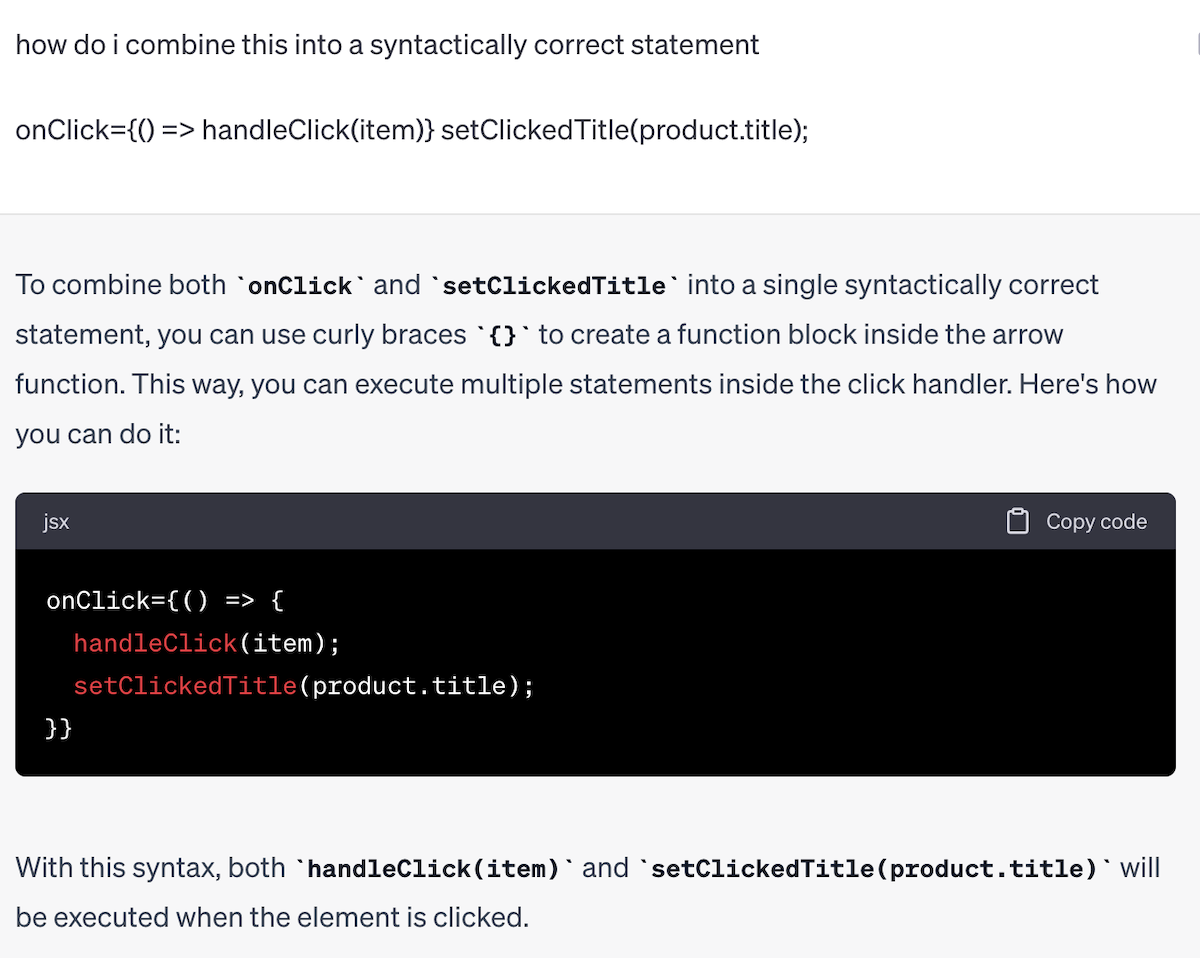 how do i combine this into a syntactically correct statement
onClick={() => handleClick(item)} setClickedTitle(product.title);
To combine both `onClick` and `setClickedTitle` into a single syntactically correct
statement, you can use curly braces `{}` to create a function block inside the arrow
function. This way, you can execute multiple statements inside the click handler. Here's how
you can do it:
jsx Copy code
onClick={() => {
  handleClick(item);
  setClickedTitle(product.title);
}}
With this syntax, both `handleClick(item)` and `setClickedTitle(product.title)` will
be executed when the element is clicked.